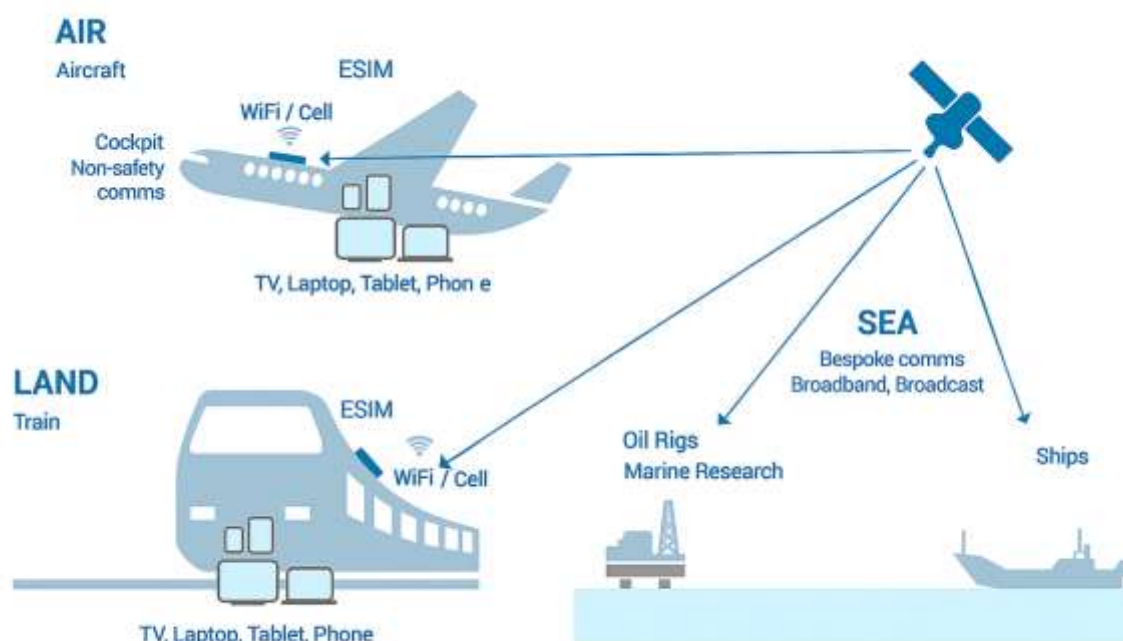 AIR
Aircraft
ESIM
WiFi / Cell
Cockpit
Non-safety
comms
TV, Laptop, Tablet, Phon e
SEA
Bespoke comms
Broadband, Broadcast
LAND
Train
ESIM
WiFi / Cell
Oil Rigs
Marine Research
Ships
TV, Laptop, Tablet, Phone